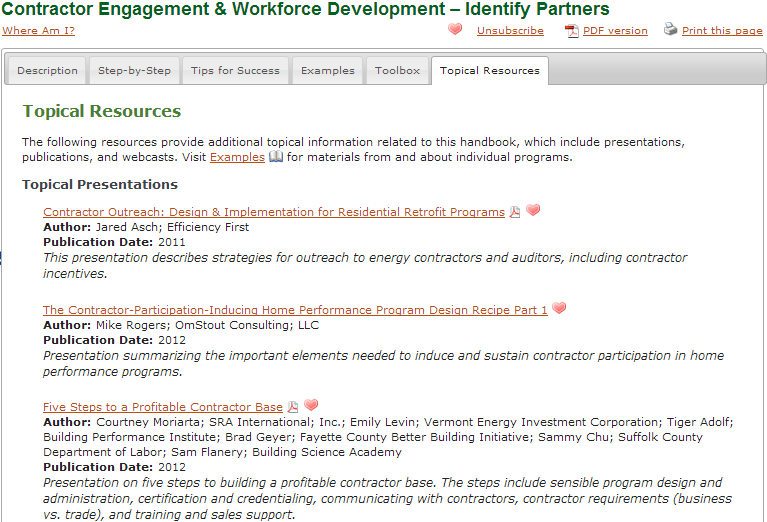 Contractor Engagement & Workforce Development – Identify Partners
Where Am I? Unsubscribe PDF version Print this page
Description Step-by-Step Tips for Success Examples Toolbox Topical Resources
Topical Resources
The following resources provide additional topical information related to this handbook, which include presentations,
publications, and webcasts. Visit Examples for materials from and about individual programs.
Topical Presentations
Contractor Outreach: Design & Implementation for Residential Retrofit Programs
Author: Jared Asch; Efficiency First
Publication Date: 2011
This presentation describes strategies for outreach to energy contractors and auditors, including contractor
incentives.
The Contractor-Participation-Inducing Home Performance Program Design Recipe Part 1
Author: Mike Rogers; OmStout Consulting; LLC
Publication Date: 2012
Presentation summarizing the important elements needed to induce and sustain contractor participation in home
performance programs.
Five Steps to a Profitable Contractor Base
Author: Courtney Moriarta; SRA International; Inc.; Emily Levin; Vermont Energy Investment Corporation; Tiger Adolf;
Building Performance Institute; Brad Geyer; Fayette County Better Building Initiative; Sammy Chu; Suffolk County
Department of Labor; Sam Flanery; Building Science Academy
Publication Date: 2012
Presentation on five steps to building a profitable contractor base. The steps include sensible program design and
administration, certification and credentialing, communicating with contractors, contractor requirements (business
vs. trade), and training and sales support.